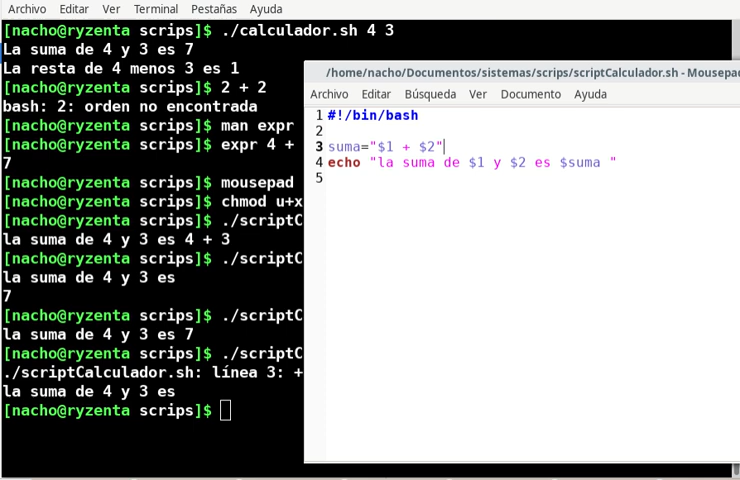 Archivo Editar Ver Terminal Pestañas Ayuda
[nacho@ryzenta scrips]$ ./calculador.sh 4 3
La suma de 4 y 3 es 7
La resta de 4 menos 3 es 1
[nacho@ryzenta scrips]$ 2 + 2
bash: 2: orden no encontrada
[nacho@ryzenta scrips]$ man expr
[nacho@ryzenta scrips]$ expr 4 +
7
[nacho@ryzenta scrips]$ mousepad
[nacho@ryzenta scrips]$ chmod u+x
[nacho@ryzenta scrips]$ ./scriptC
la suma de 4 y 3 es 4 + 3
[nacho@ryzenta scrips]$ ./scriptC
la suma de 4 y 3 es
7
[nacho@ryzenta scrips]$ ./scriptC
la suma de 4 y 3 es 7
[nacho@ryzenta scrips]$ ./scriptC
./scriptCalculador.sh: línea 3: +
la suma de 4 y 3 es
[nacho@ryzenta scrips]$
/home/nacho/Documentos/sistemas/scrips/scriptCalculador.sh - Mousepad
Archivo Editar Búsqueda Ver Documento Ayuda
1 #!/bin/bash
2
3 suma="$1 + $2"
4 echo "la suma de $1 y $2 es $suma "
5